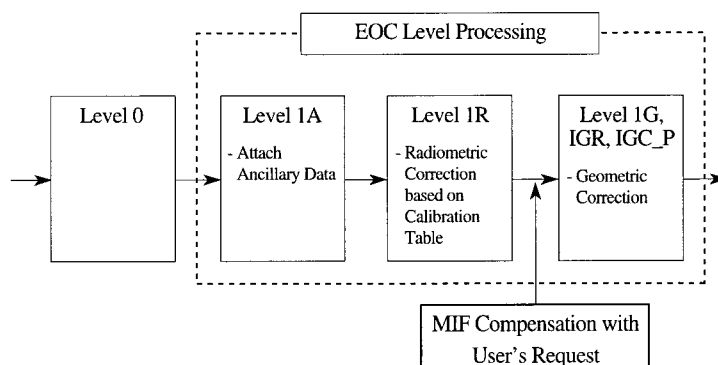 EOC Level Processing
Level 0
Level 1A
- Attach
Ancillary Data
Level 1R
- Radiometric
Correction
based on
Calibration
Table
Level 1G,
IGR, IGC_P
- Geometric
Correction
MIF Compensation with
User's Request